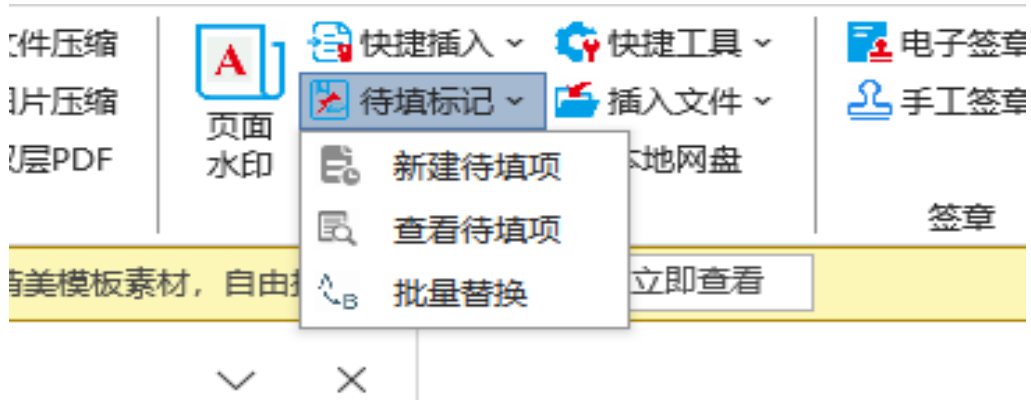 件压缩 快捷插入 快捷工具 电子签章
片压缩 待填标记 插入文件 手工签章
层PDF 页面水印 地网盘
新建待填项
查看待填项 签章
美模板素材，自由 立即查看
批量替换